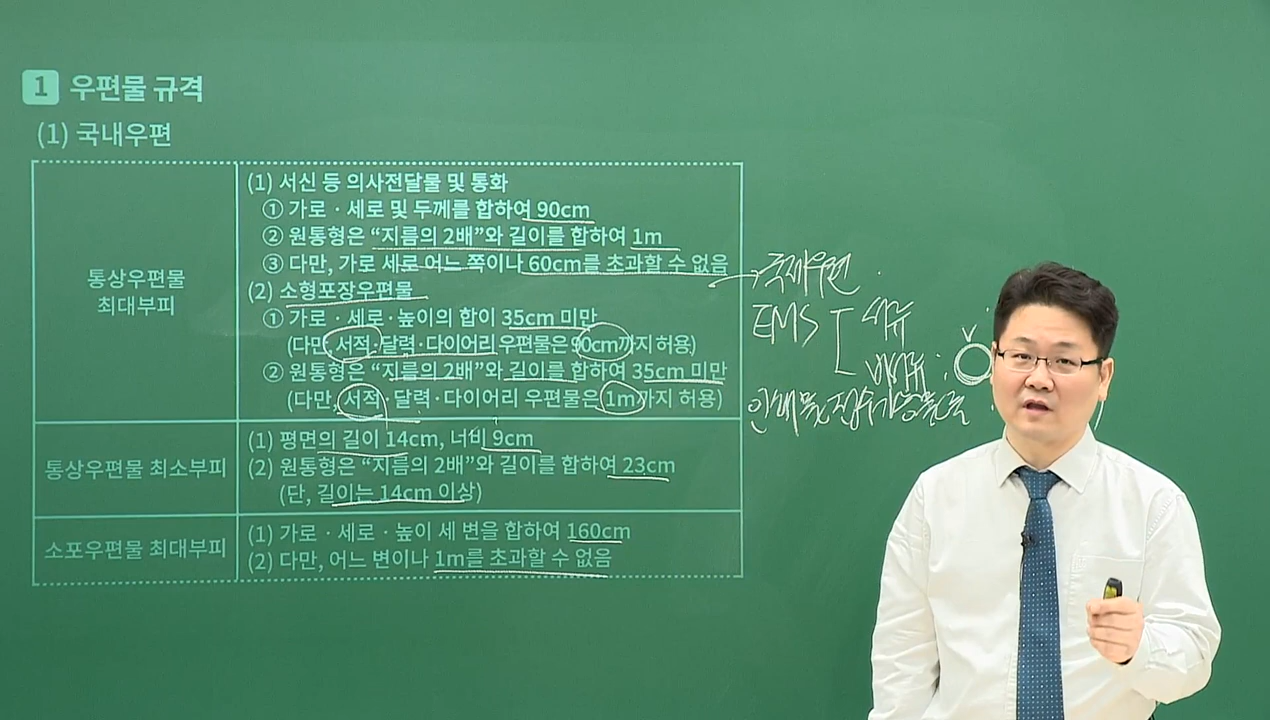 1 우편물 규격
(1) 국내우편
통상우편물
최대부피
(1) 서신 등 의사전달물 및 통화
① 가로 · 세로 및 두께를 합하여 90cm
② 원통형은 “지름의 2배”와 길이를 합하여 1m
③ 다만, 가로 세로 어느 쪽이나 60cm를 초과할 수 없음
(2) 소형포장우편물
① 가로 · 세로 · 높이의 합이 35cm 미만
(다만, 서적·달력·다이어리 우편물은 90cm까지 허용)
② 원통형은 “지름의 2배”와 길이를 합하여 35cm 미만
(다만, 서적·달력·다이어리 우편물은 1m까지 허용)
통상우편물 최소부피
(1) 평면의 길이 14cm, 너비 9cm
(2) 원통형은 “지름의 2배”와 길이를 합하여 23cm
(단, 길이는 14cm 이상)
소포우편물 최대부피
(1) 가로 · 세로 · 높이 세 변을 합하여 160cm
(2) 다만, 어느 변이나 1m를 초과할 수 없음
국제우편
EMS [ 서류
비서류